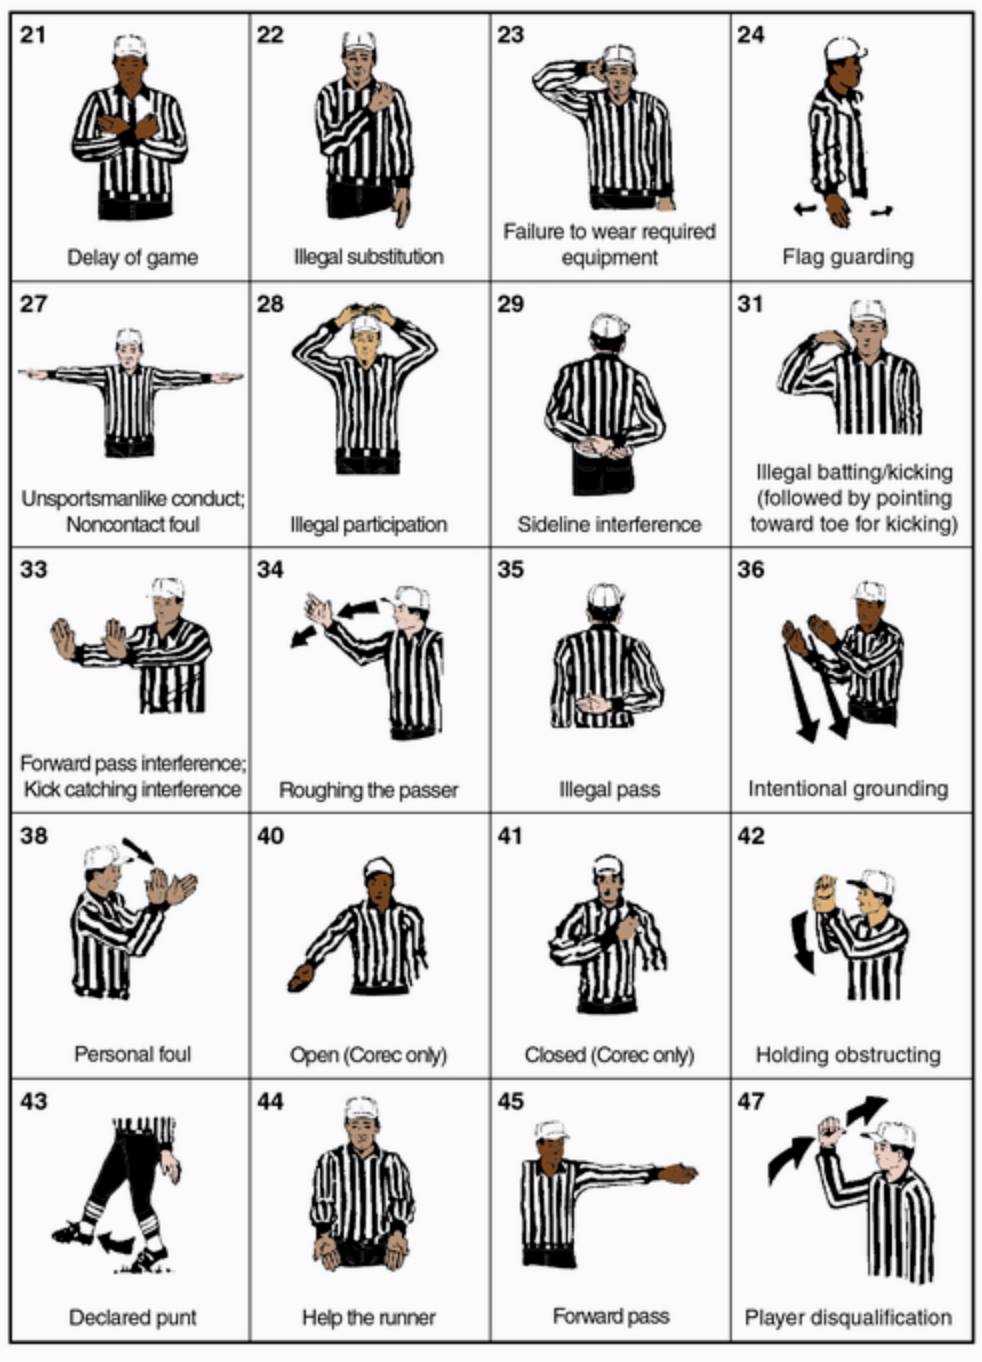 21
Delay of game
22
Illegal substitution
23
Failure to wear required
equipment
24
Flag guarding
27
Unsportsmanlike conduct;
Noncontact foul
28
Illegal participation
29
Sideline interference
31
Illegal batting/kicking
(followed by pointing
toward toe for kicking)
33
Forward pass interference;
Kick catching interference
34
Roughing the passer
35
Illegal pass
36
Intentional grounding
38
Personal foul
40
Open (Corec only)
41
Closed (Corec only)
42
Holding obstructing
43
Declared punt
44
Help the runner
45
Forward pass
47
Player disqualification